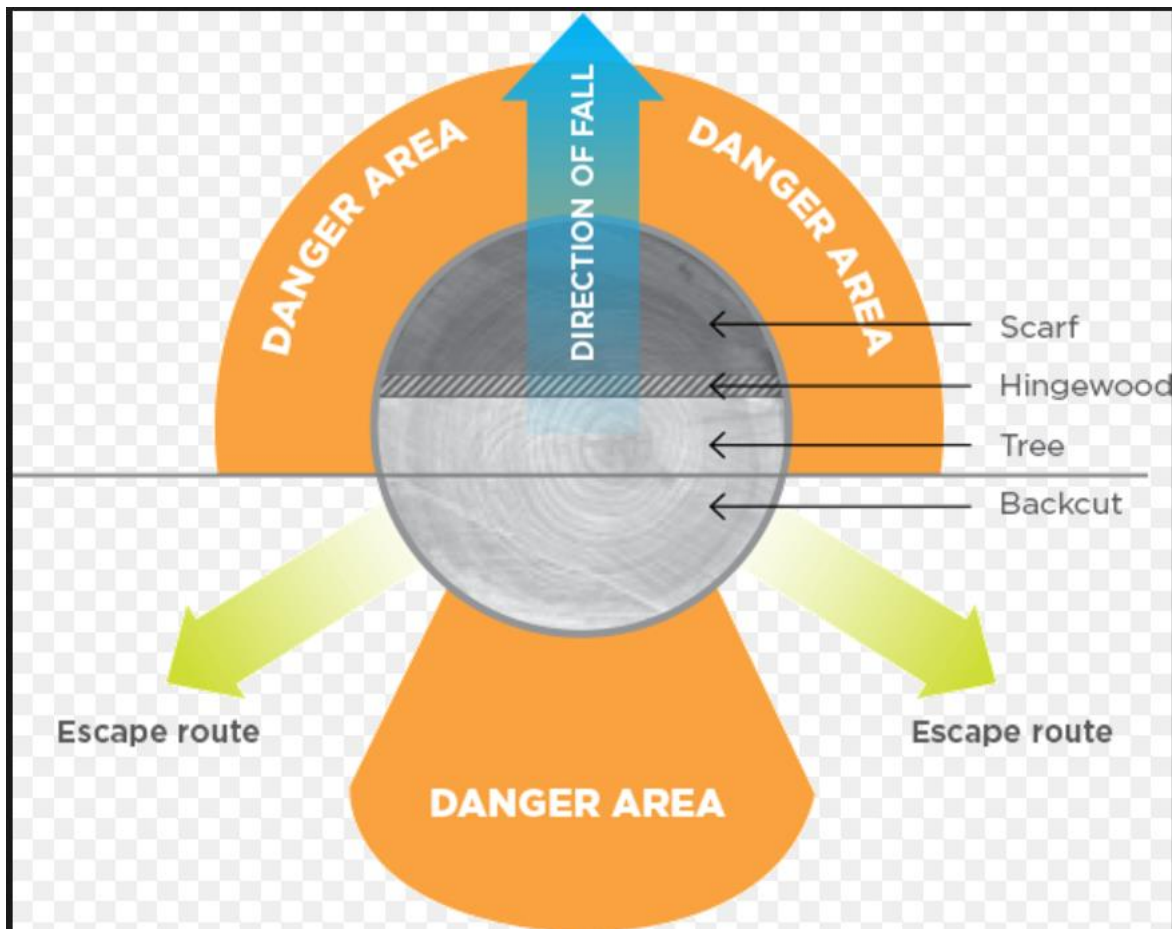 DIRECTION OF FALL
DANGER AREA
DANGER AREA
Scarf
Hingewood
Tree
Backcut
Escape route
Escape route
DANGER AREA